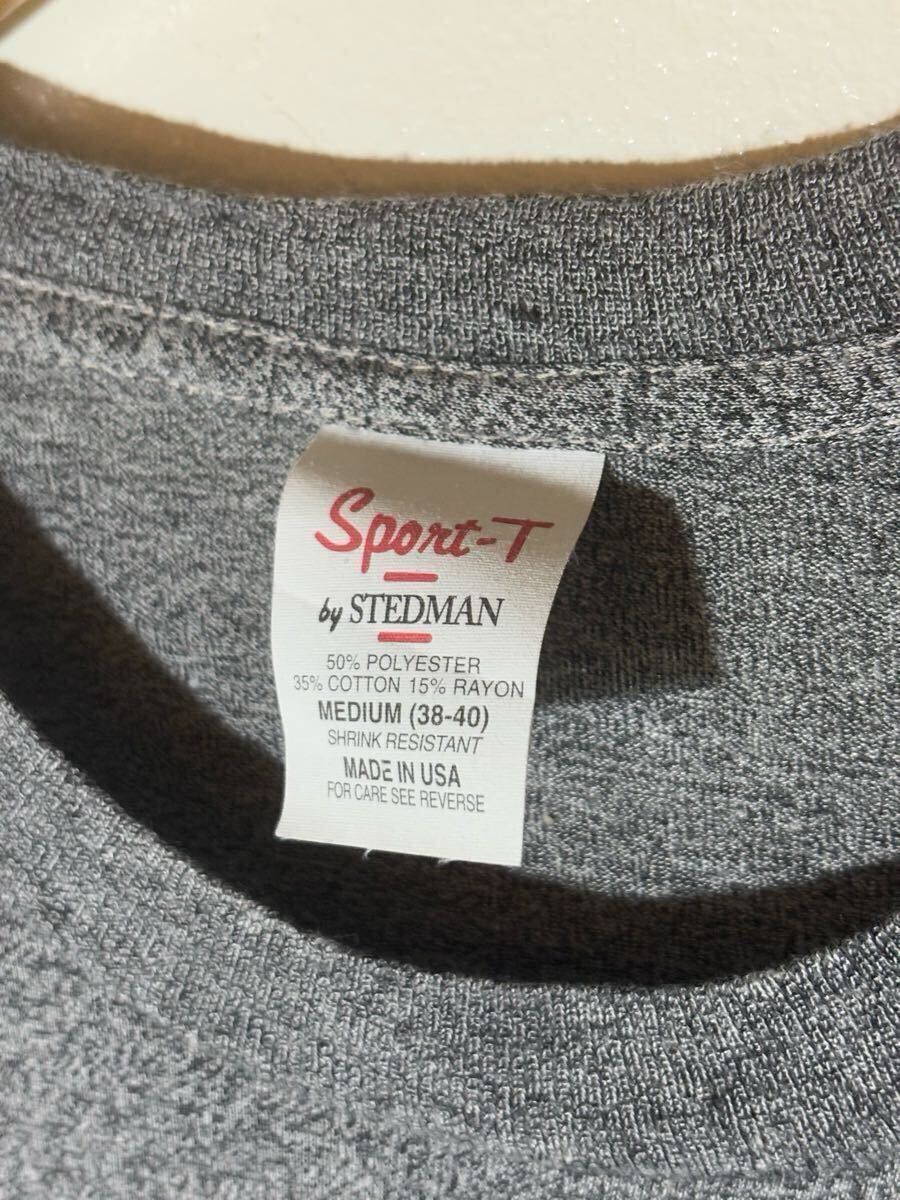 Sport-T
by STEDMAN
50% POLYESTER
35% COTTON 15% RAYON
MEDIUM (38-40)
SHRINK RESISTANT
MADE IN USA
FOR CARE SEE REVERSE